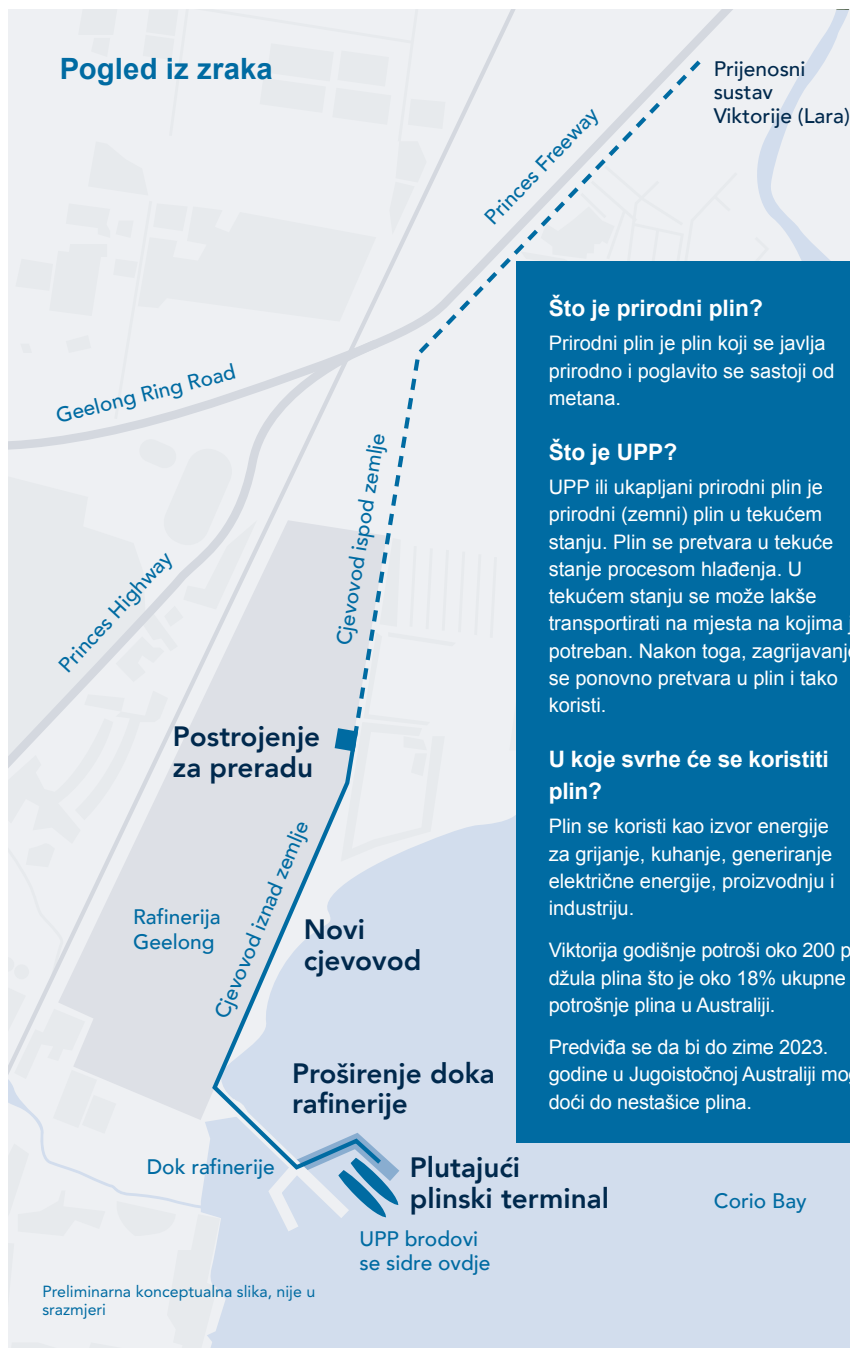 Pogled iz zraka
Prijenosni
sustav
Viktorije (Lara)
Princes Freeway
Geelong Ring Road
Princes Highway
Cjevovod ispod zemlje
Što je prirodni plin?
Prirodni plin je plin koji se javlja
prirodno i poglavito se sastoji od
metana.
Što je UPP?
UPP ili ukapljani prirodni plin je
prirodni (zemni) plin u tekućem
stanju. Plin se pretvara u tekuće
stanje procesom hlađenja. U
tekućem stanju se može lakše
transportirati na mjesta na kojima
potreban. Nakon toga,
se ponovno pretvara u plin i tako
koristi.
U koje svrhe će se koristiti
plin?
Plin se koristi kao izvor energije
za grijanje, kuhanje, generiranje
električne energije, proizvodnju i
industriju.
Viktorija godišnje potroši oko 200
džula plina što je oko 18% ukupne
potrošnje plina u Australiji.
Predviđa se da bi do zime 2023.
godine u Jugoistočnoj Australiji
doći do nestašice plina.
Postrojenje
za preradu
Cjevovod iznad zemlje
Rafinerija
Geelong
Novi
cjevovod
Proširenje doka
rafinerije
Dok rafinerije
Plutajući
plinski terminal
UPP brodovi
se sidre ovdje
Corio Bay
Preliminarna konceptualna slika, nije u
srazmjeri